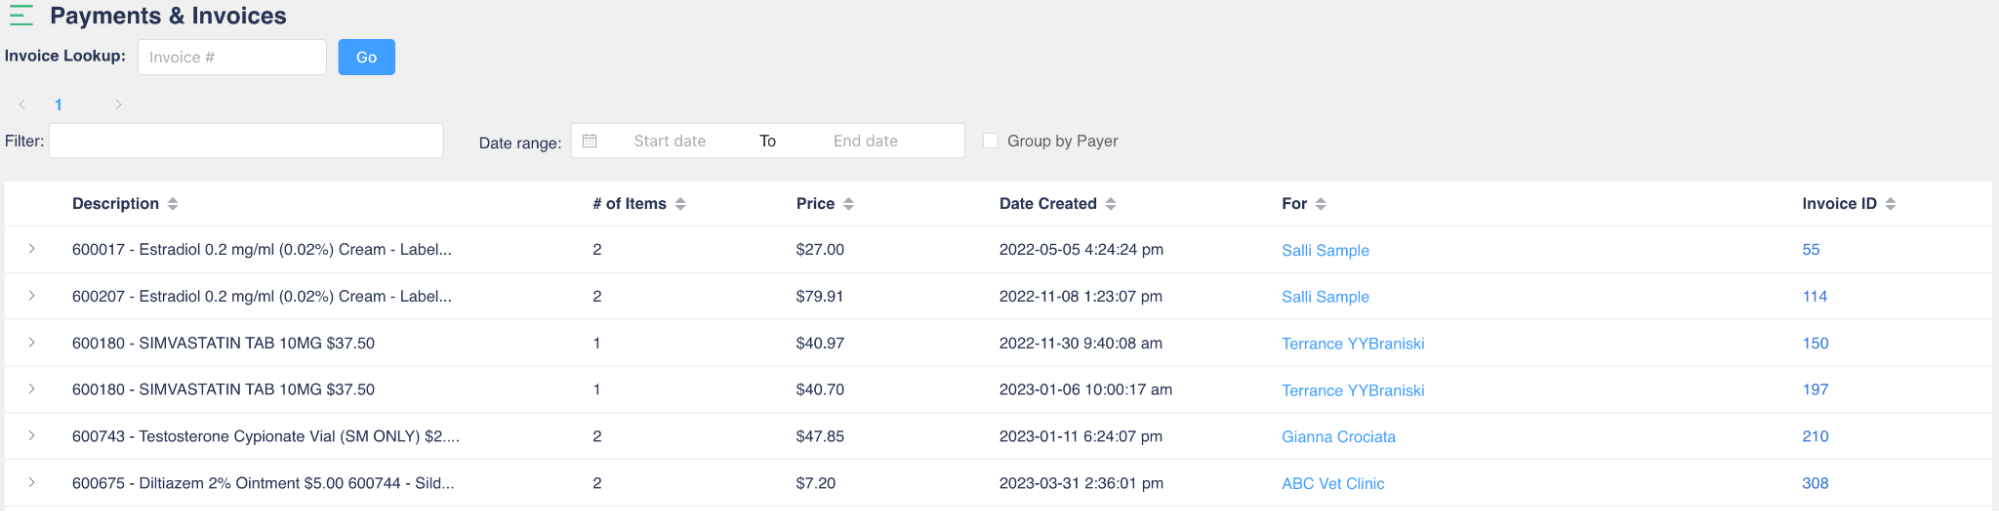 Payments & Invoices
Invoice Lookup: Invoice # Go
1
Filter: Date range: Start date To End date Group by Payer
Description # of Items Price Date Created For Invoice ID
600017 - Estradiol 0.2 mg/ml (0.02%) Cream - Label... 2 $27.00 2022-05-05 4:24:24 pm Salli Sample 55
600207 - Estradiol 0.2 mg/ml (0.02%) Cream - Label... 2 $79.91 2022-11-08 1:23:07 pm Salli Sample 114
600180 - SIMVASTATIN TAB 10MG $37.50 1 $40.97 2022-11-30 9:40:08 am Terrance YYBraniski 150
600180 - SIMVASTATIN TAB 10MG $37.50 1 $40.70 2023-01-06 10:00:17 am Terrance YYBraniski 197
600743 - Testosterone Cypionate Vial (SM ONLY) $2.... 2 $47.85 2023-01-11 6:24:07 pm Gianna Crociata 210
600675 - Diltiazem 2% Ointment $5.00 600744 - Sild... 2 $7.20 2023-03-31 2:36:01 pm ABC Vet Clinic 308